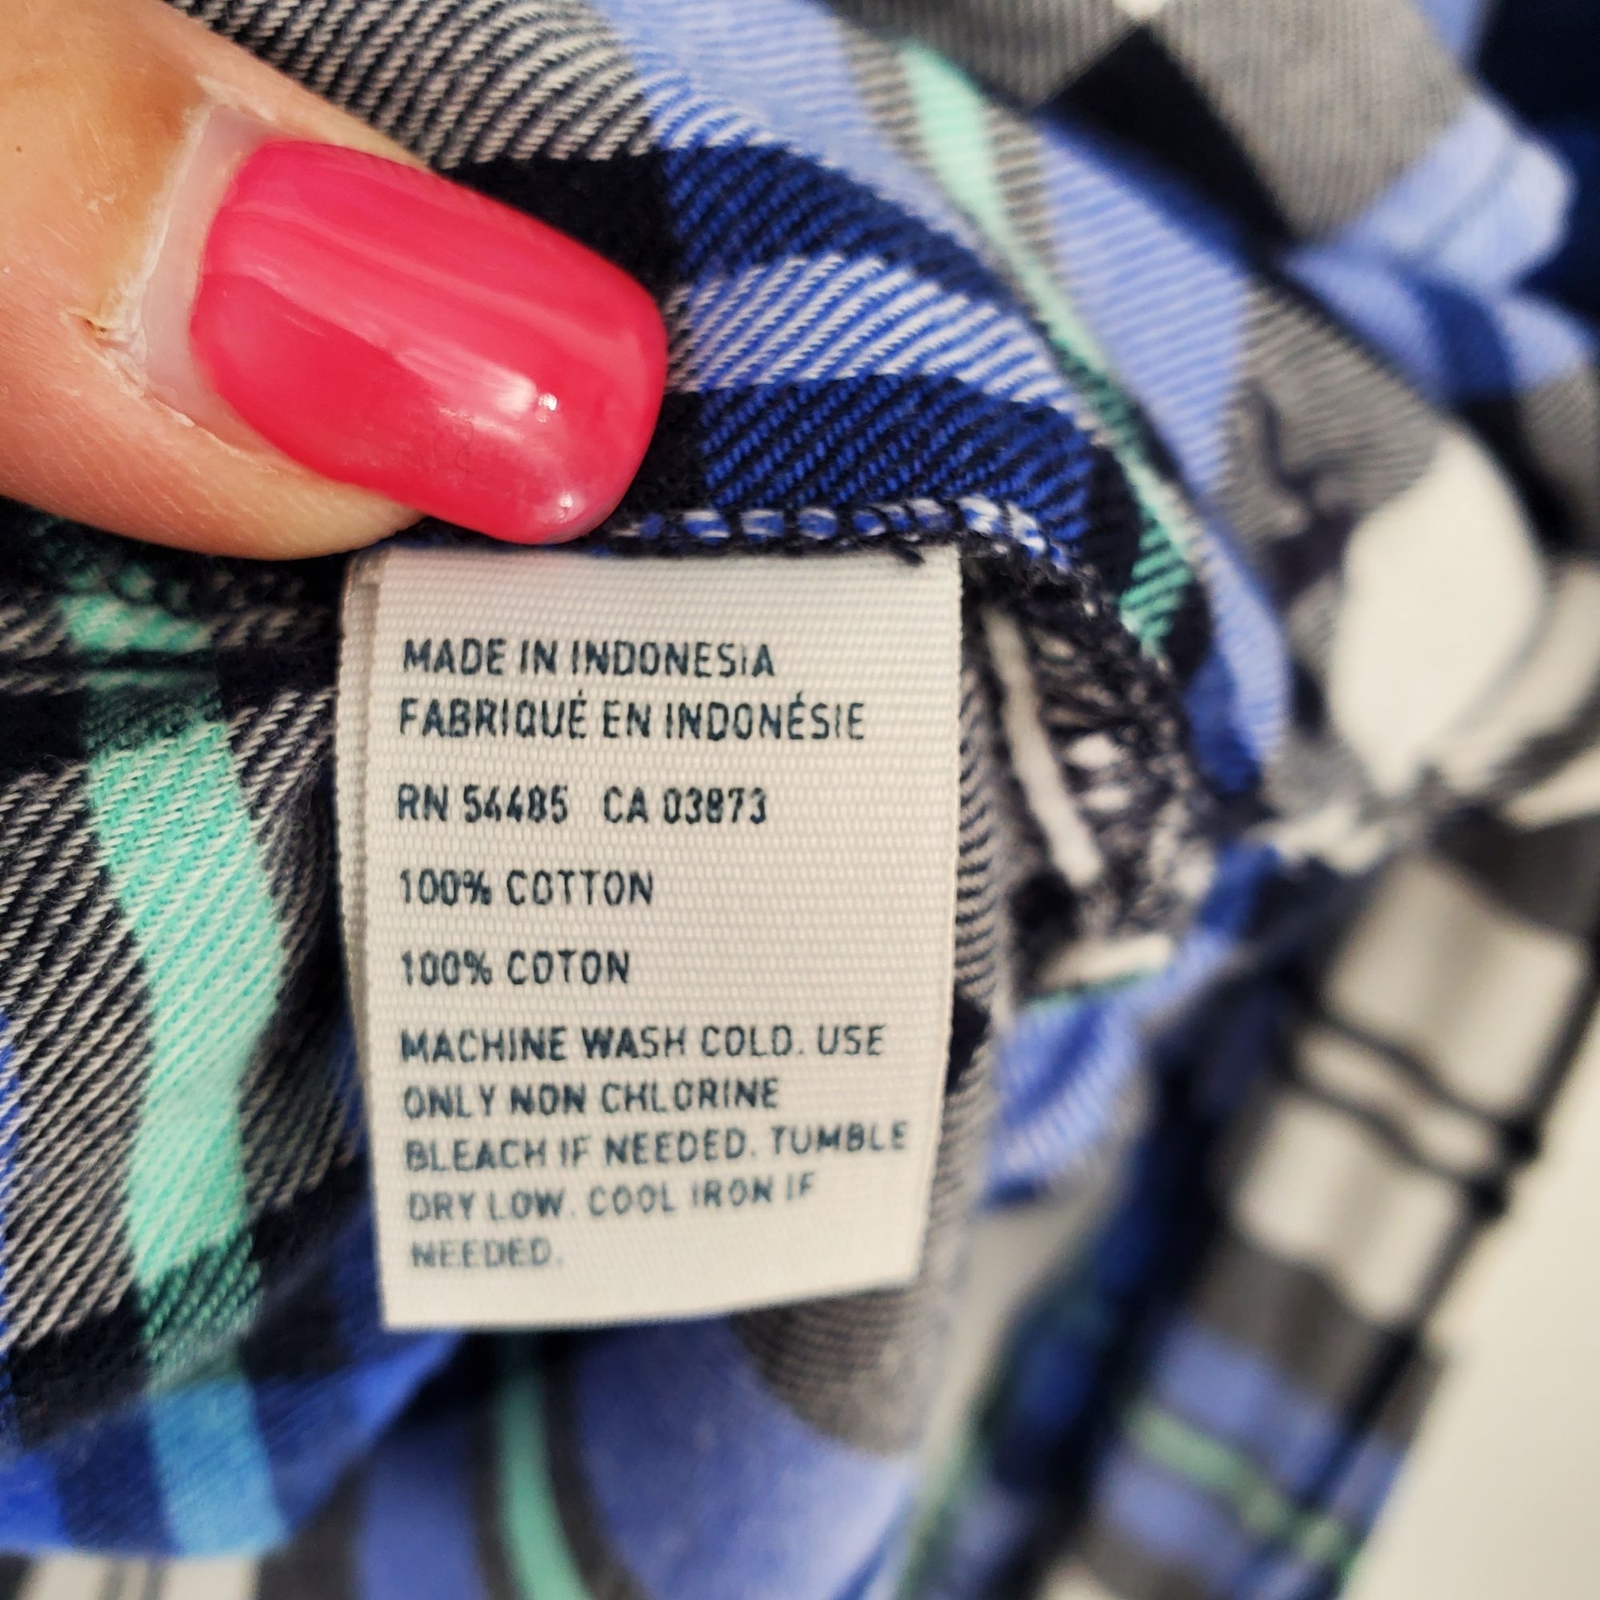 MADE IN INDONESIA
FABRIQUÉ EN INDONÉSIE
RN 54485 CA 03873
100% COTTON
100% COTON
MACHINE WASH COLD. USE
ONLY NON CHLORINE
BLEACH IF NEEDED. TUMBLE
DRY LOW. COOL IRON IF
NEEDED.